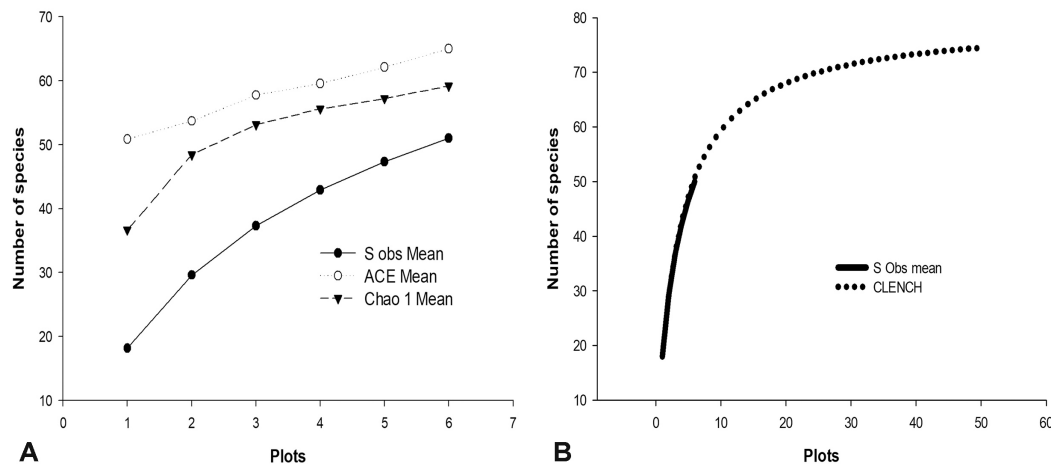 70
60
50
40
30
20
10
Number of species
S obs Mean
ACE Mean
Chao 1 Mean
0 1 2 3 4 5 6 7
A
Plots
80
70
60
50
40
30
20
10
Number of species
S Obs mean
CLENCH
0 10 20 30 40 50 60
B
Plots